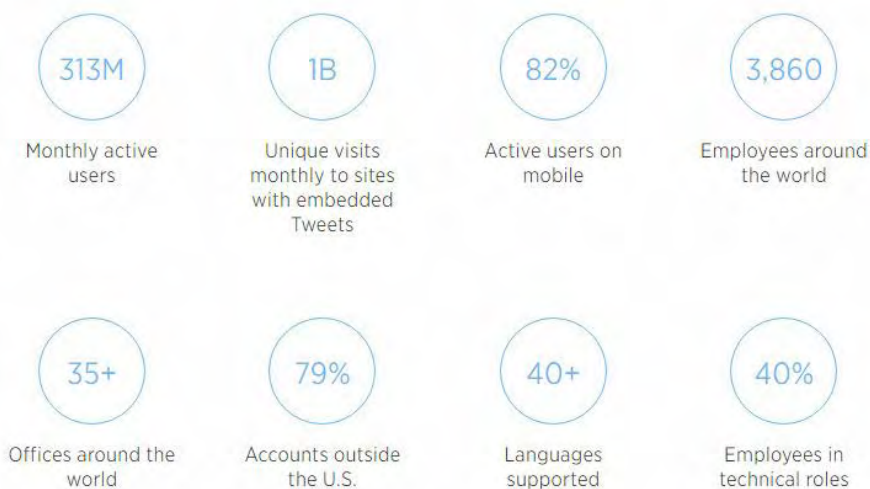 313M
Monthly active
users
1B
Unique visits
monthly to sites
with embedded
Tweets
82%
Active users on
mobile
3,860
Employees around
the world
35+
Offices around the
world
79%
Accounts outside
the U.S.
40+
Languages
supported
40%
Employees in
technical roles